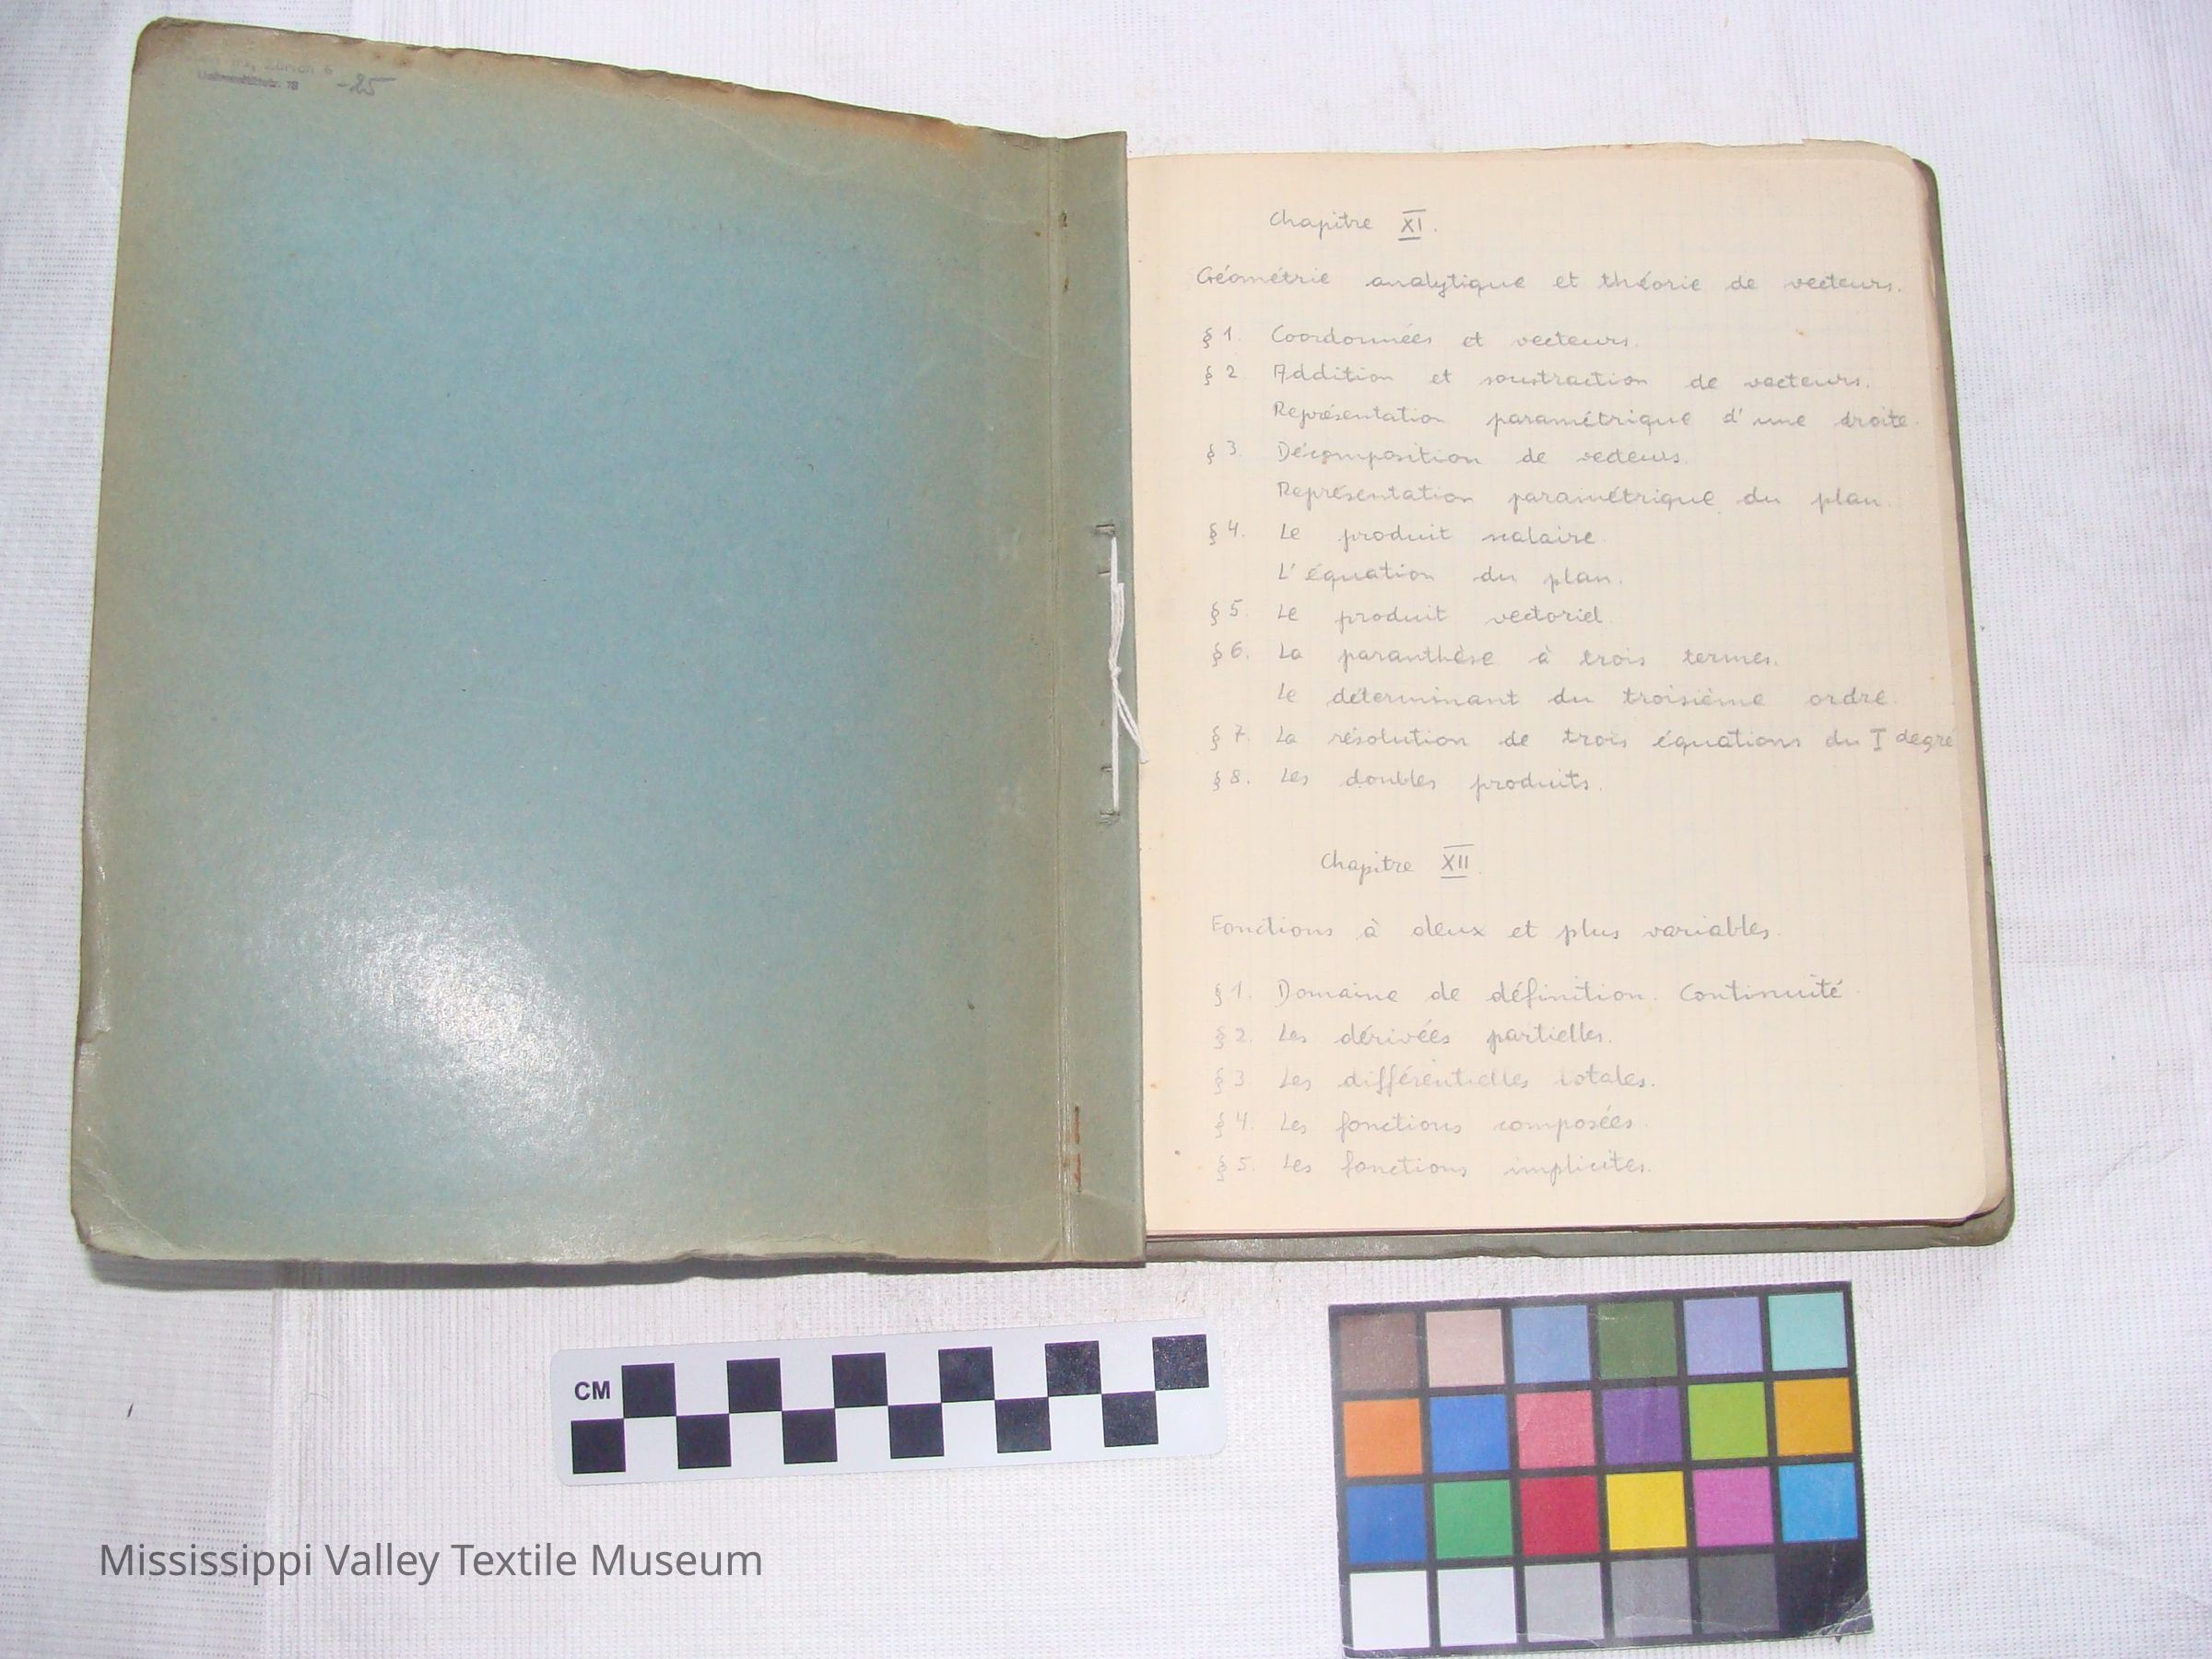 Zürich 6
-.25
Chapitre XI.
Géométrie analytique et théorie de vecteurs.
§ 1. Coordonnées et vecteurs.
§ 2 Addition et soustraction de vecteurs.
Représentation paramétrique d'une droite.
§ 3 Décomposition de vecteurs.
Représentation paramétrique du plan.
§ 4. Le produit scalaire
L'équation du plan.
§ 5. Le produit vectoriel.
§ 6. La paranthèse à trois termes.
Le déterminant du troisième ordre.
§ 7. La résolution de trois équations du I degré
§ 8. Les doubles produits.
Chapitre XII.
Fonctions à deux et plus variables.
§ 1. Domaine de définition. Continuité.
§ 2. Les dérivées partielles.
§ 3 Les différentielles totales.
§ 4. Les fonctions composées.
§ 5. Les fonctions implicites.
CM
Mississippi Valley Textile Museum